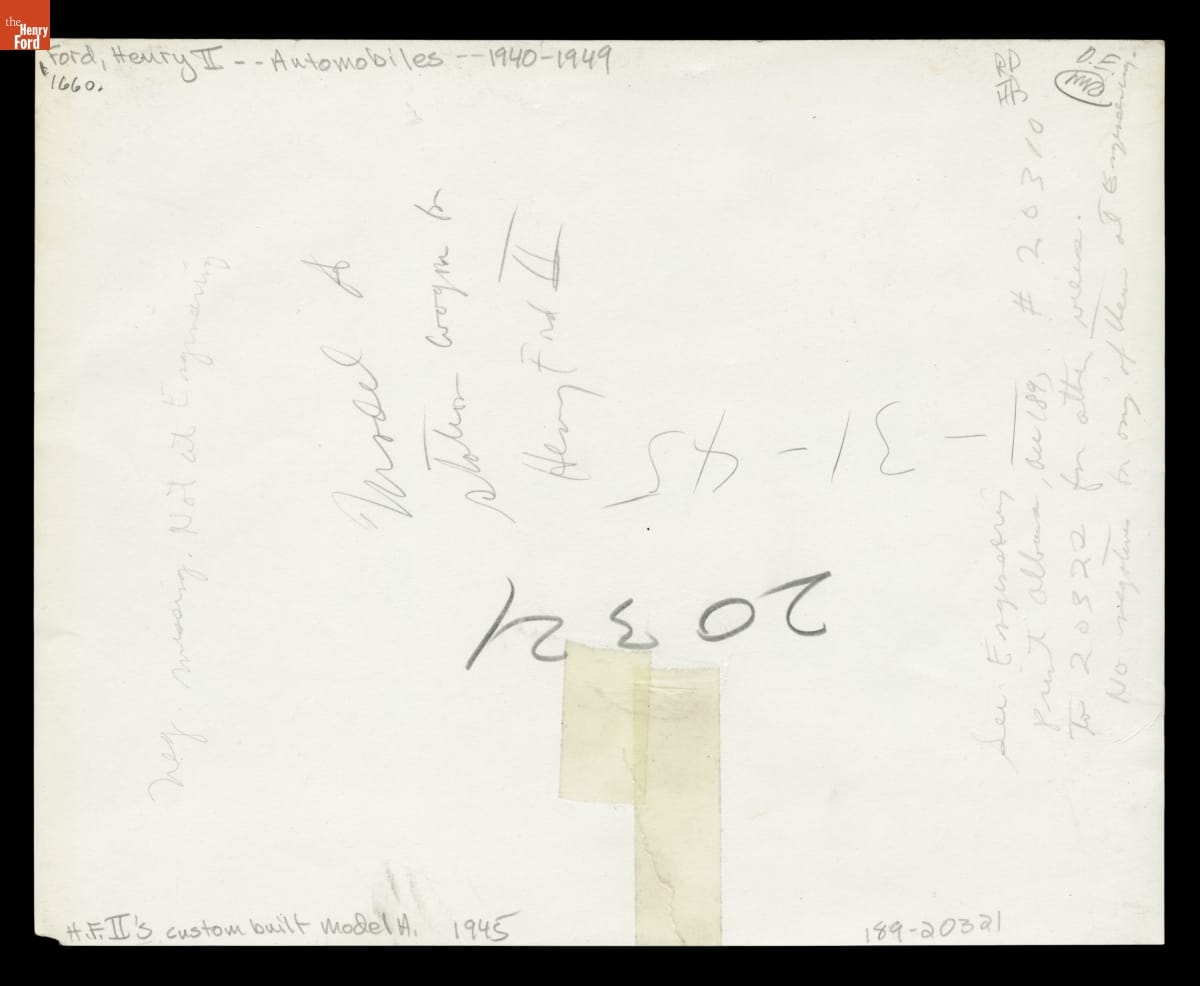 the
Henry
Ford
Ford, Henry II -- Automobiles -- 1940-1949
1660.
Neg. missing. Not at Engineering
Model A
station wagon for
Henry Ford II
1-31-45
20321
See Engineering
print album, acc 189, # 20310
To 20322 for other views.
No negatives for any of them at Engineering.
D.F.
H.F. II's custom built model A. 1945
189-20321